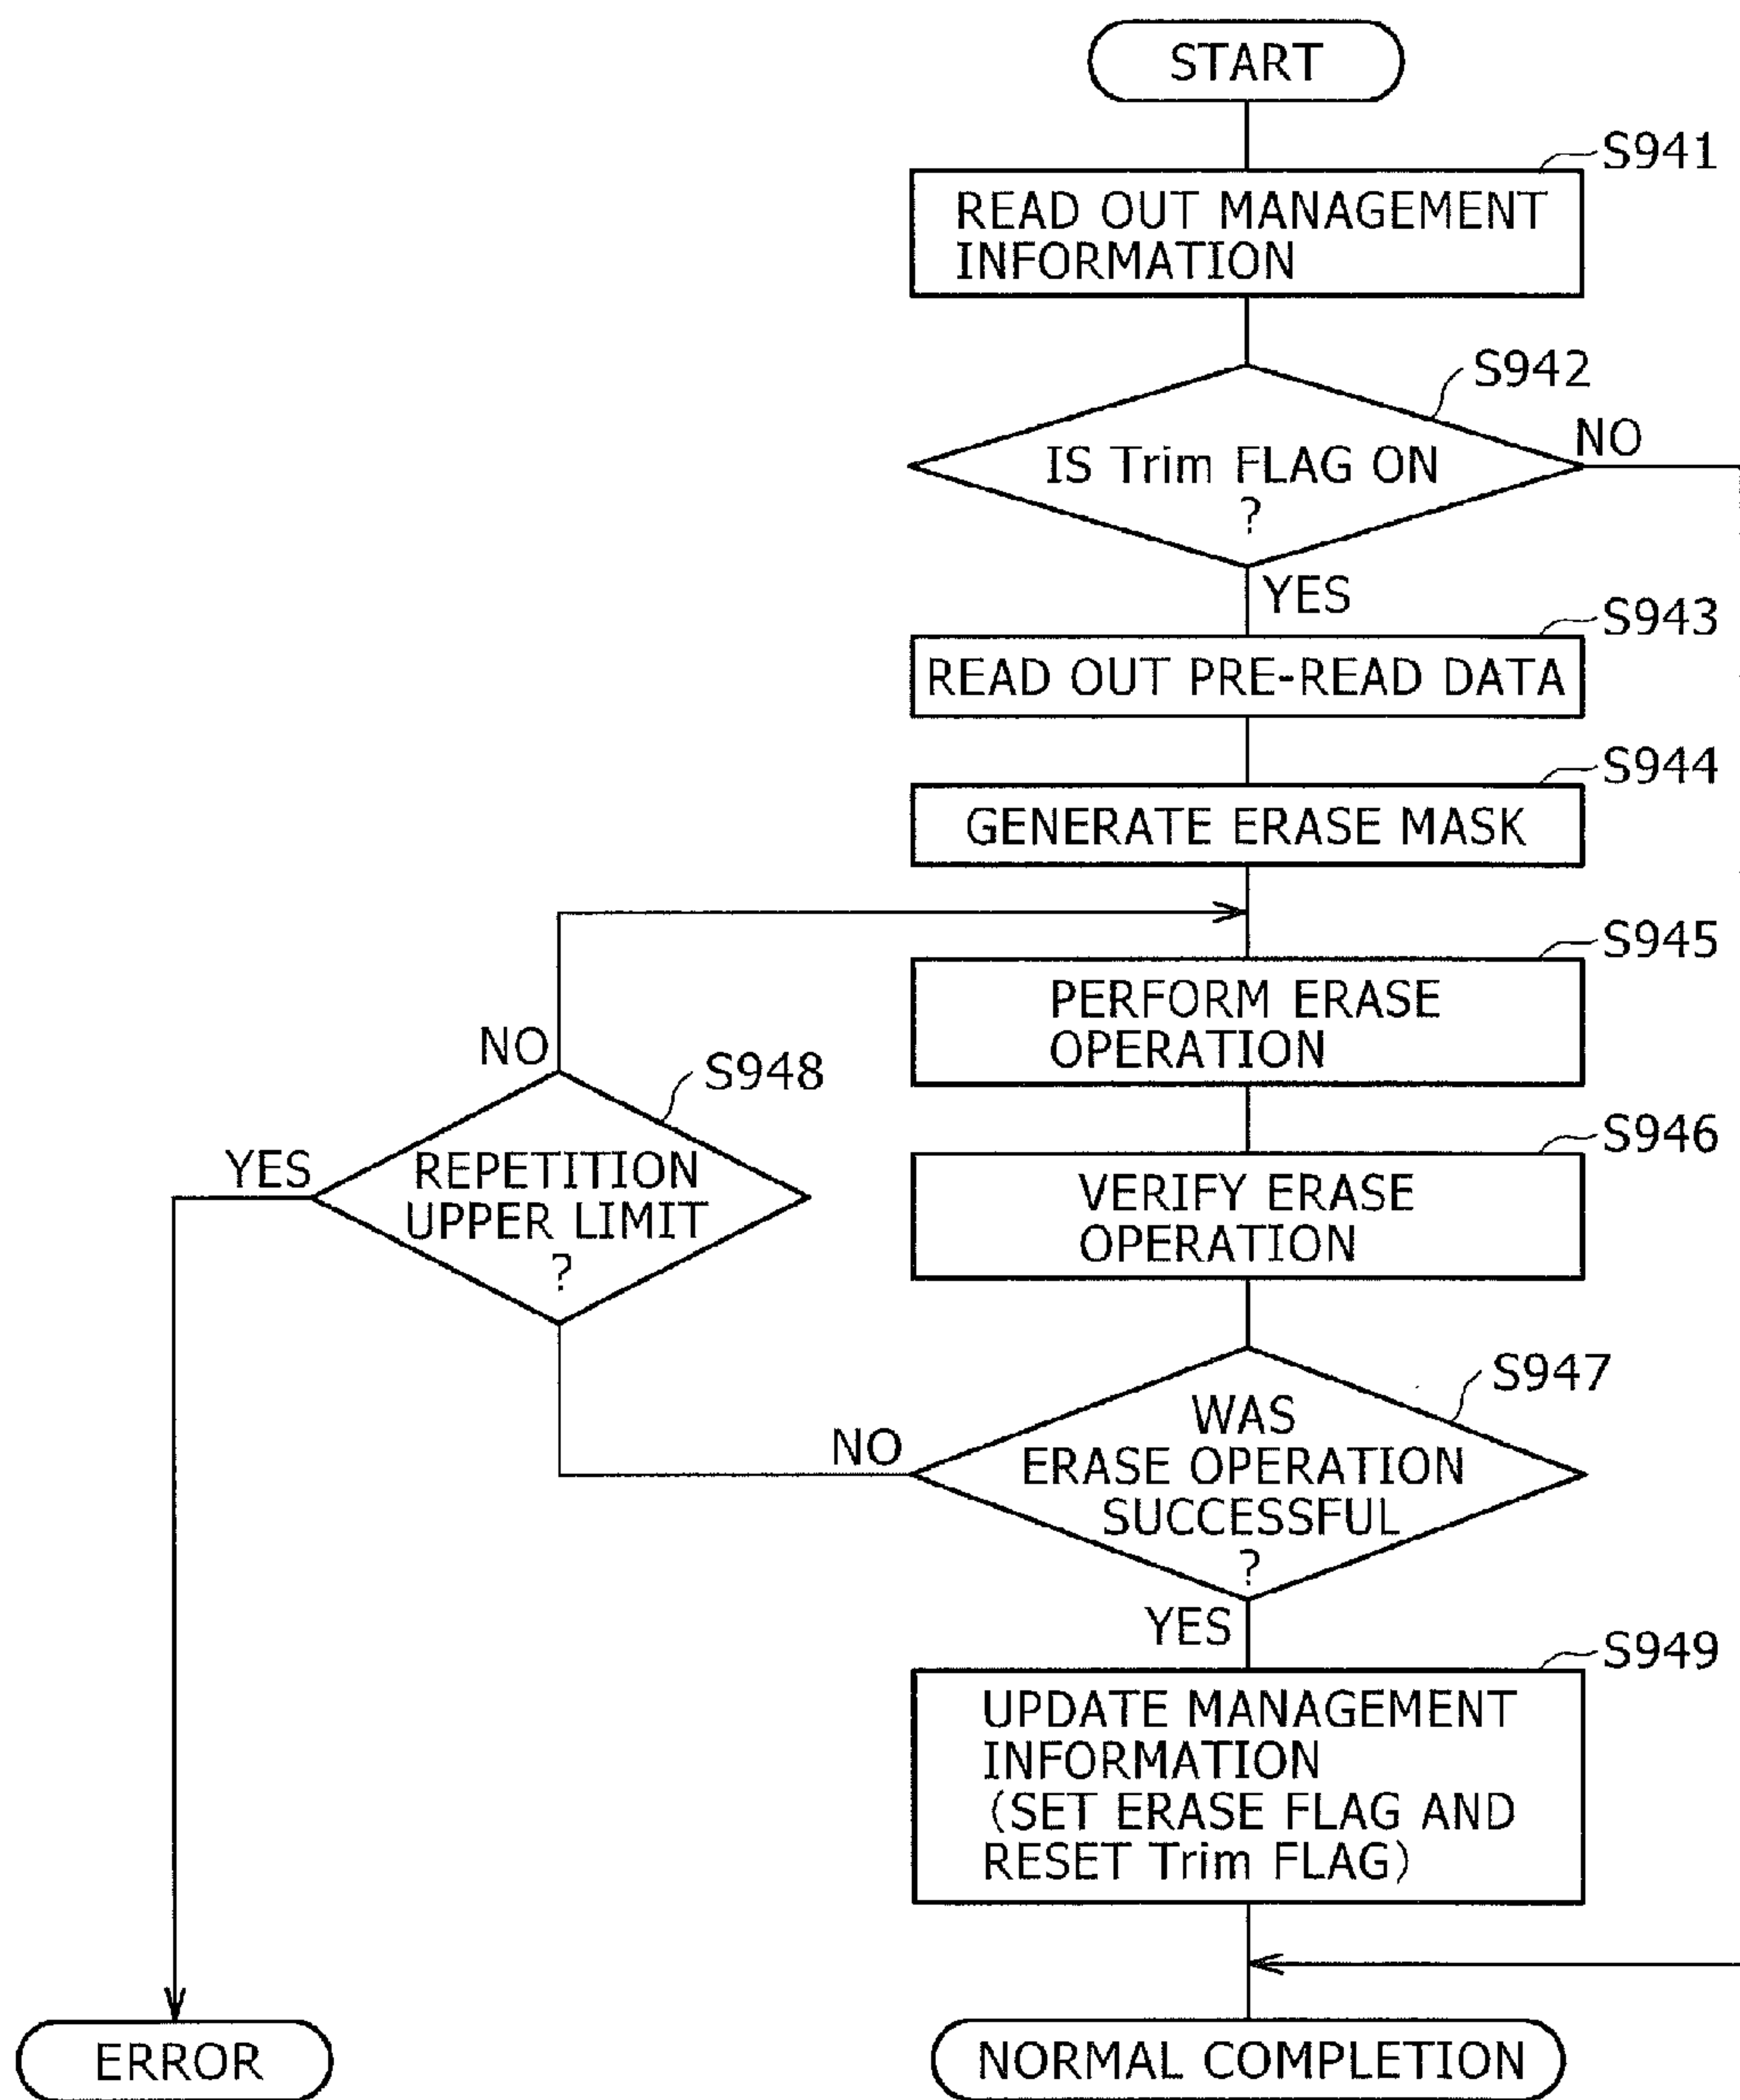 START
S941
READ OUT MANAGEMENT
INFORMATION
S942
IS Trim FLAG ON
?
NO
YES
S943
READ OUT PRE-READ DATA
S944
GENERATE ERASE MASK
S945
PERFORM ERASE
OPERATION
NO
S948
YES
REPETITION
UPPER LIMIT
?
S946
VERIFY ERASE
OPERATION
S947
WAS
ERASE OPERATION
SUCCESSFUL
?
NO
YES
S949
UPDATE MANAGEMENT
INFORMATION
(SET ERASE FLAG AND
RESET Trim FLAG)
ERROR
NORMAL COMPLETION